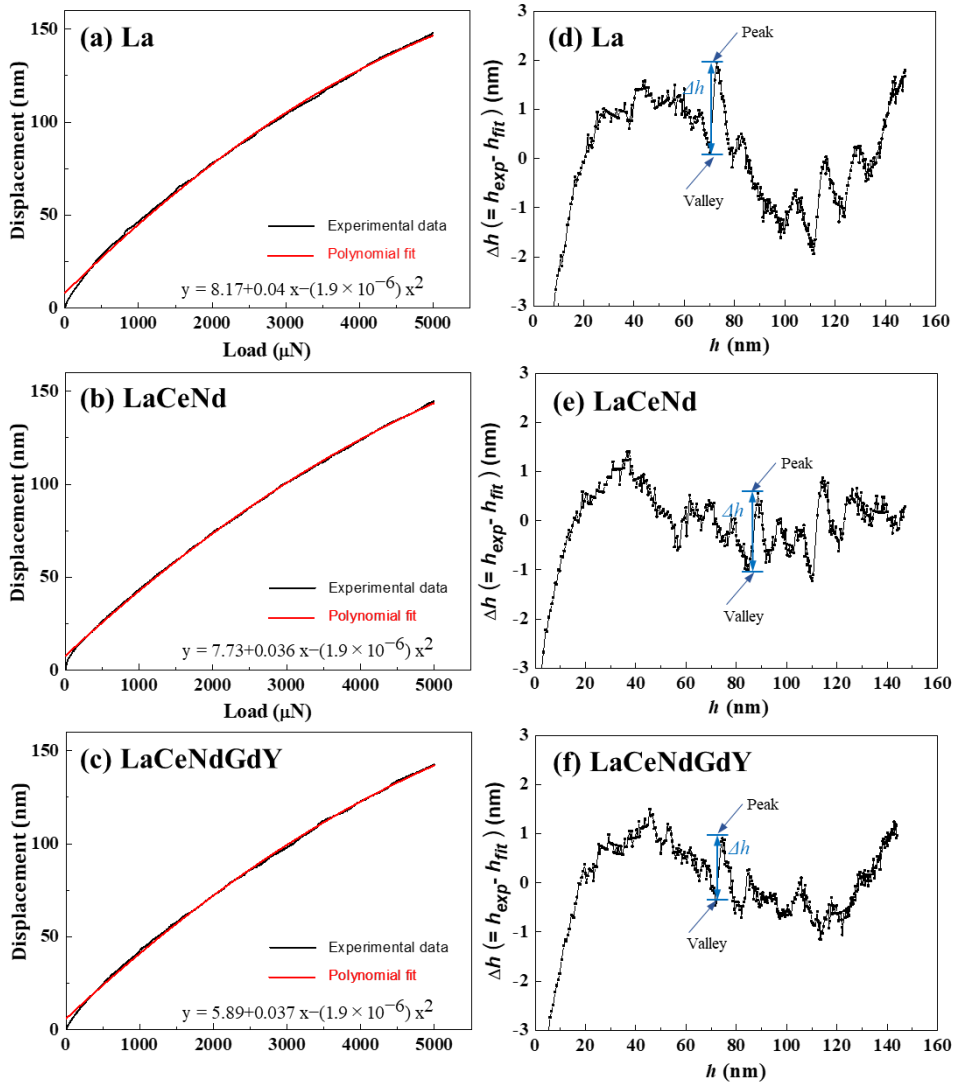 (a) La
Displacement (nm)
150
100
50
0
Experimental data
Polynomial fit
y = 8.17+0.04 x−(1.9 × 10⁻⁶) x²
0 1000 2000 3000 4000 5000
Load (μN)
(d) La
Δh (= h_exp- h_fit ) (nm)
3
2
1
0
-1
-2
-3
Peak
Δh
Valley
0 20 40 60 80 100 120 140 160
h (nm)
(b) LaCeNd
Displacement (nm)
150
100
50
0
Experimental data
Polynomial fit
y = 7.73+0.036 x−(1.9 × 10⁻⁶) x²
0 1000 2000 3000 4000 5000
Load (μN)
(e) LaCeNd
Δh (= h_exp- h_fit ) (nm)
3
2
1
0
-1
-2
-3
Peak
Δh
Valley
0 20 40 60 80 100 120 140 160
h (nm)
(c) LaCeNdGdY
Displacement (nm)
150
100
50
0
Experimental data
Polynomial fit
y = 5.89+0.037 x−(1.9 × 10⁻⁶) x²
0 1000 2000 3000 4000 5000
Load (μN)
(f) LaCeNdGdY
Δh (= h_exp- h_fit ) (nm)
3
2
1
0
-1
-2
-3
Peak
Δh
Valley
0 20 40 60 80 100 120 140 160
h (nm)